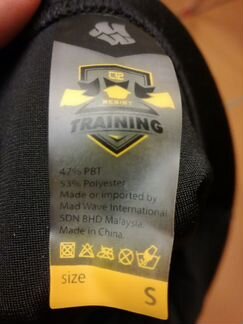 RESIST
TRAINING
47% PBT
53% Polyester
Made or imported by
Mad Wave International
SDN BHD Malaysia.
Made in China.
size
S